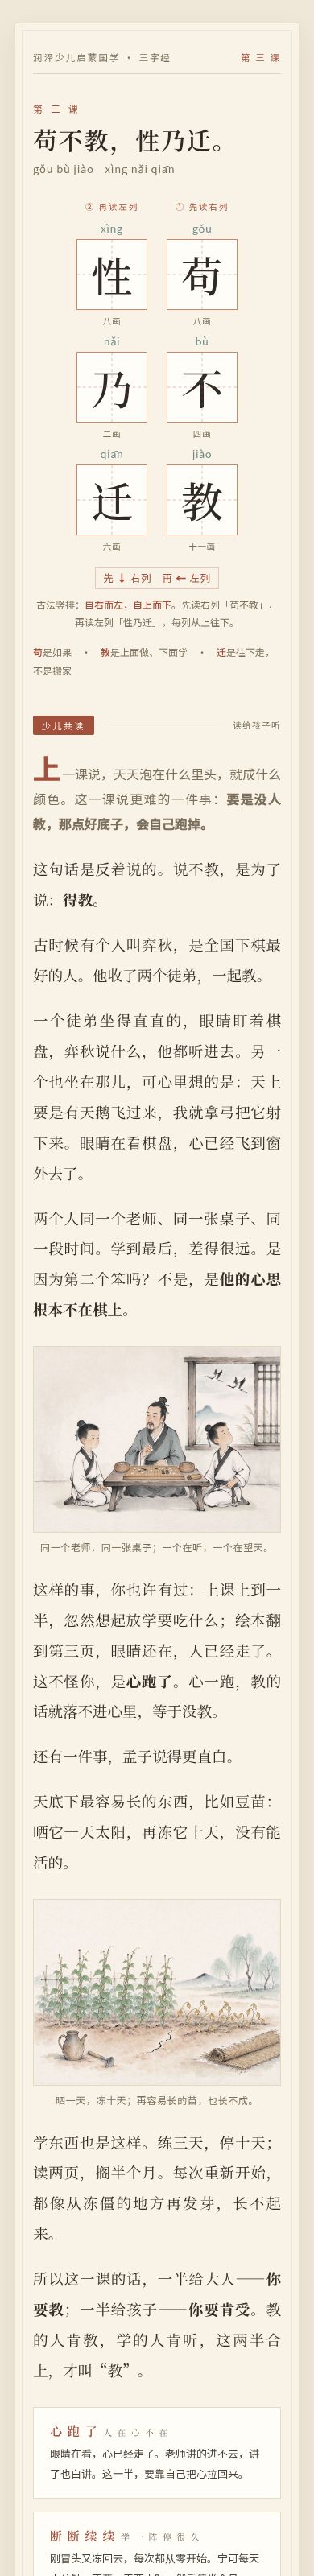 润泽少儿启蒙国学 · 三字经
第三课
第三课
苟不教，性乃迁。
gǒu bù jiào xìng nǎi qiān
② 再读左列
① 先读右列
xìng
gǒu
性
苟
八画
八画
nǎi
bù
乃
不
二画
四画
qiān
jiào
迁
教
六画
十一画
先 ↓ 右列 再 ← 左列
古法竖排：自右而左，自上而下。先读右列「苟不教」，
再读左列「性乃迁」，每列从上往下。
苟是如果 · 教是上面做、下面学 · 迁是往下走，
不是搬家
少儿共读
读给孩子听
上一课说，天天泡在什么里头，就成什么
颜色。这一课说更难的一件事：要是没人
教，那点好底子，会自己跑掉。
这句话是反着说的。说不教，是为了
说：得教。
古时候有个人叫弈秋，是全国下棋最
好的人。他收了两个徒弟，一起教。
一个徒弟坐得直直的，眼睛盯着棋
盘，弈秋说什么，他都听进去。另一
个也坐在那儿，可心里想的是：天上
要是有天鹅飞过来，我就拿弓把它射
下来。眼睛在看棋盘，心已经飞到窗
外去了。
两个人同一个老师、同一张桌子、同
一段时间。学到最后，差得很远。是
因为第二个笨吗？不是，是他的心思
根本不在棋上。
同一个老师，同一张桌子；一个在听，一个在望天。
这样的事，你也许有过：上课上到一
半，忽然想起放学要吃什么；绘本翻
到第三页，眼睛还在，人已经走了。
这不怪你，是心跑了。心一跑，教的
话就落不进心里，等于没教。
还有一件事，孟子说得更直白。
天底下最容易长的东西，比如豆苗：
晒它一天太阳，再冻它十天，没有能
活的。
晒一天，冻十天；再容易长的苗，也长不成。
学东西也是这样。练三天，停十天；
读两页，搁半个月。每次重新开始，
都像从冻僵的地方再发芽，长不起
来。
所以这一课的话，一半给大人——你
要教；一半给孩子——你要肯受。教
的人肯教，学的人肯听，这两半合
上，才叫“教”。
心跑了 人在心不在
眼睛在看，心已经走了。老师讲的进不去，讲
了也白讲。这一半，要靠自己把心拉回来。
断断续续 学一阵停很久
刚冒头又冻回去，每次都从零开始。宁可每天